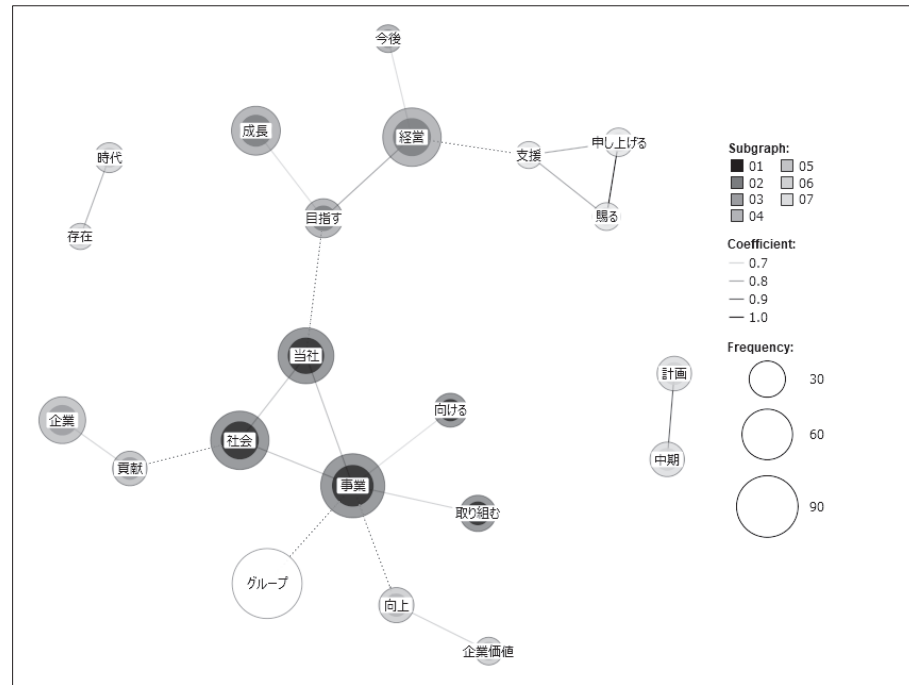 今後
成長
経営
時代
支援
申し上げる
目指す
賜る
存在
当社
計画
企業
向ける
社会
中期
貢献
事業
取り組む
グループ
向上
企業価値
Subgraph:
01 05
02 06
03 07
04
Coefficient:
0.7
0.8
0.9
1.0
Frequency:
30
60
90